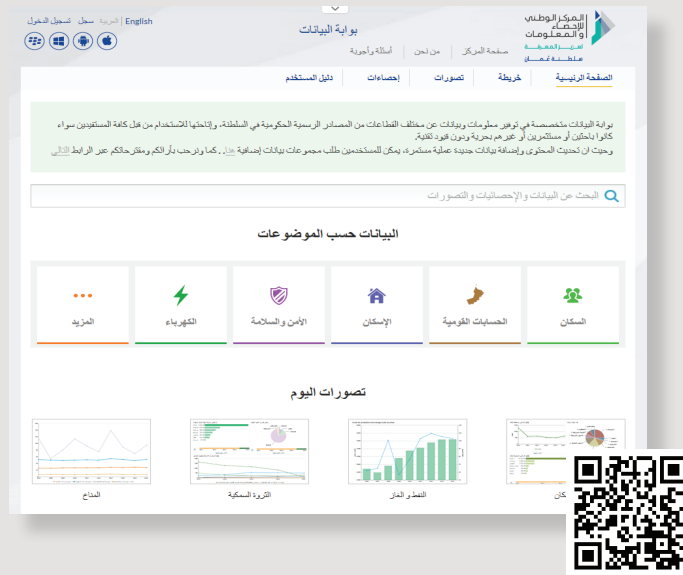 المركز الوطني
للإحصاء
والمعلومات
سلطنة عمان
بوابة البيانات
English | العربية سجل تسجيل الدخول
صفحة المركز | من نحن | أسئلة وأجوبة
الصفحة الرئيسية خريطة تصورات إحصاءات دليل المستخدم
بوابة البيانات متخصصة في توفير معلومات وبيانات عن مختلف القطاعات من المصادر الرسمية الحكومية في السلطنة، وإتاحتها للاستخدام من قبل كافة المستفيدين سواء
كانوا باحثين أو مستثمرين أو غيرهم بحرية ودون قيود تقنية.
وحيث ان تحديث المحتوى وإضافة بيانات جديدة عملية مستمرة، يمكن للمستخدمين طلب مجموعات بيانات إضافية هنا. . كما ونرحب بآرائكم ومقترحاتكم عبر الرابط التالي
البحث عن البيانات والإحصائيات والتصورات
البيانات حسب الموضوعات
السكان
الحسابات القومية
الإسكان
الأمن والسلامة
الكهرباء
المزيد
تصورات اليوم
النفط و الغاز
الثروة السمكية
المناخ